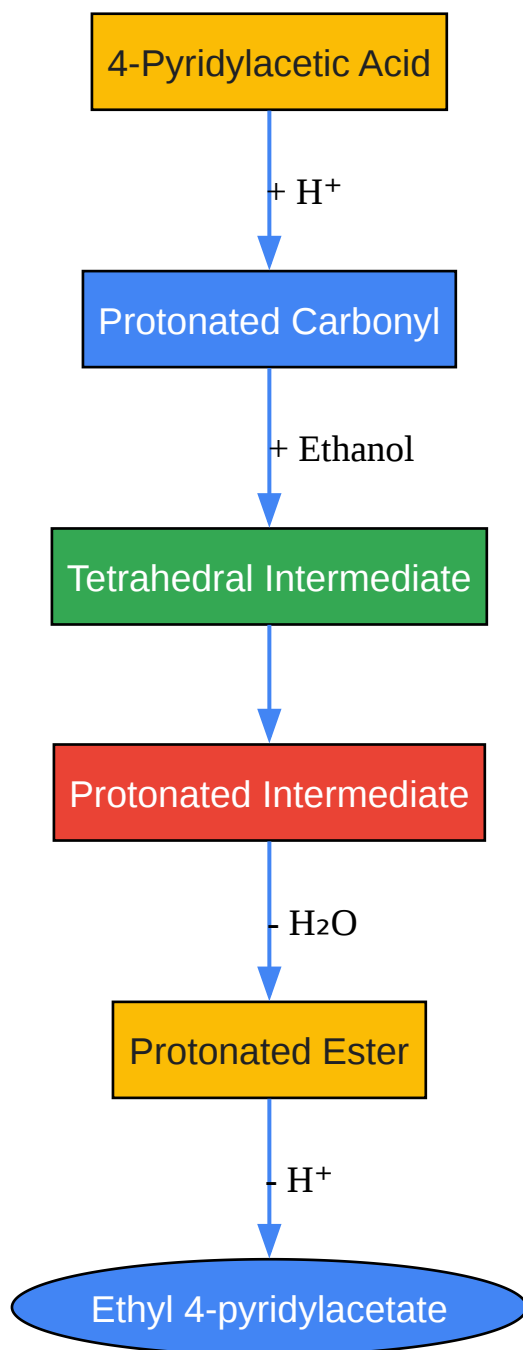 4-Pyridylacetic Acid
+ H⁺
Protonated Carbonyl
+ Ethanol
Tetrahedral Intermediate
Protonated Intermediate
- H₂O
Protonated Ester
- H⁺
Ethyl 4-pyridylacetate